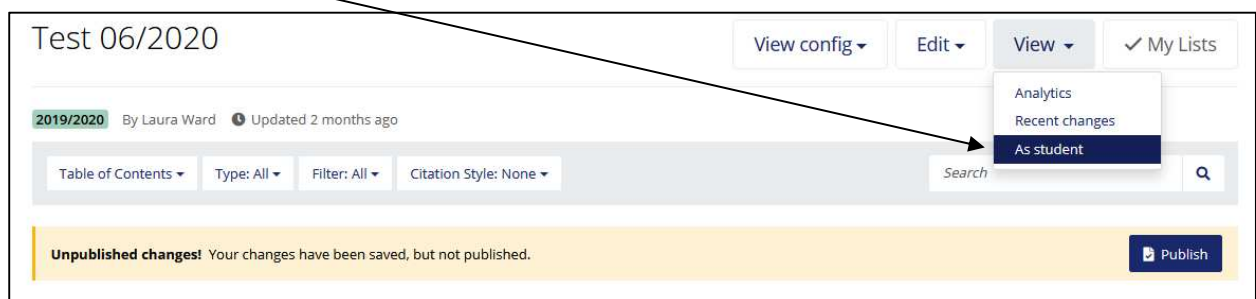 Test 06/2020
View config
Edit
View
My Lists
Analytics
Recent changes
As student
2019/2020 By Laura Ward Updated 2 months ago
Table of Contents Type: All Filter: All Citation Style: None Search
Unpublished changes! Your changes have been saved, but not published. Publish